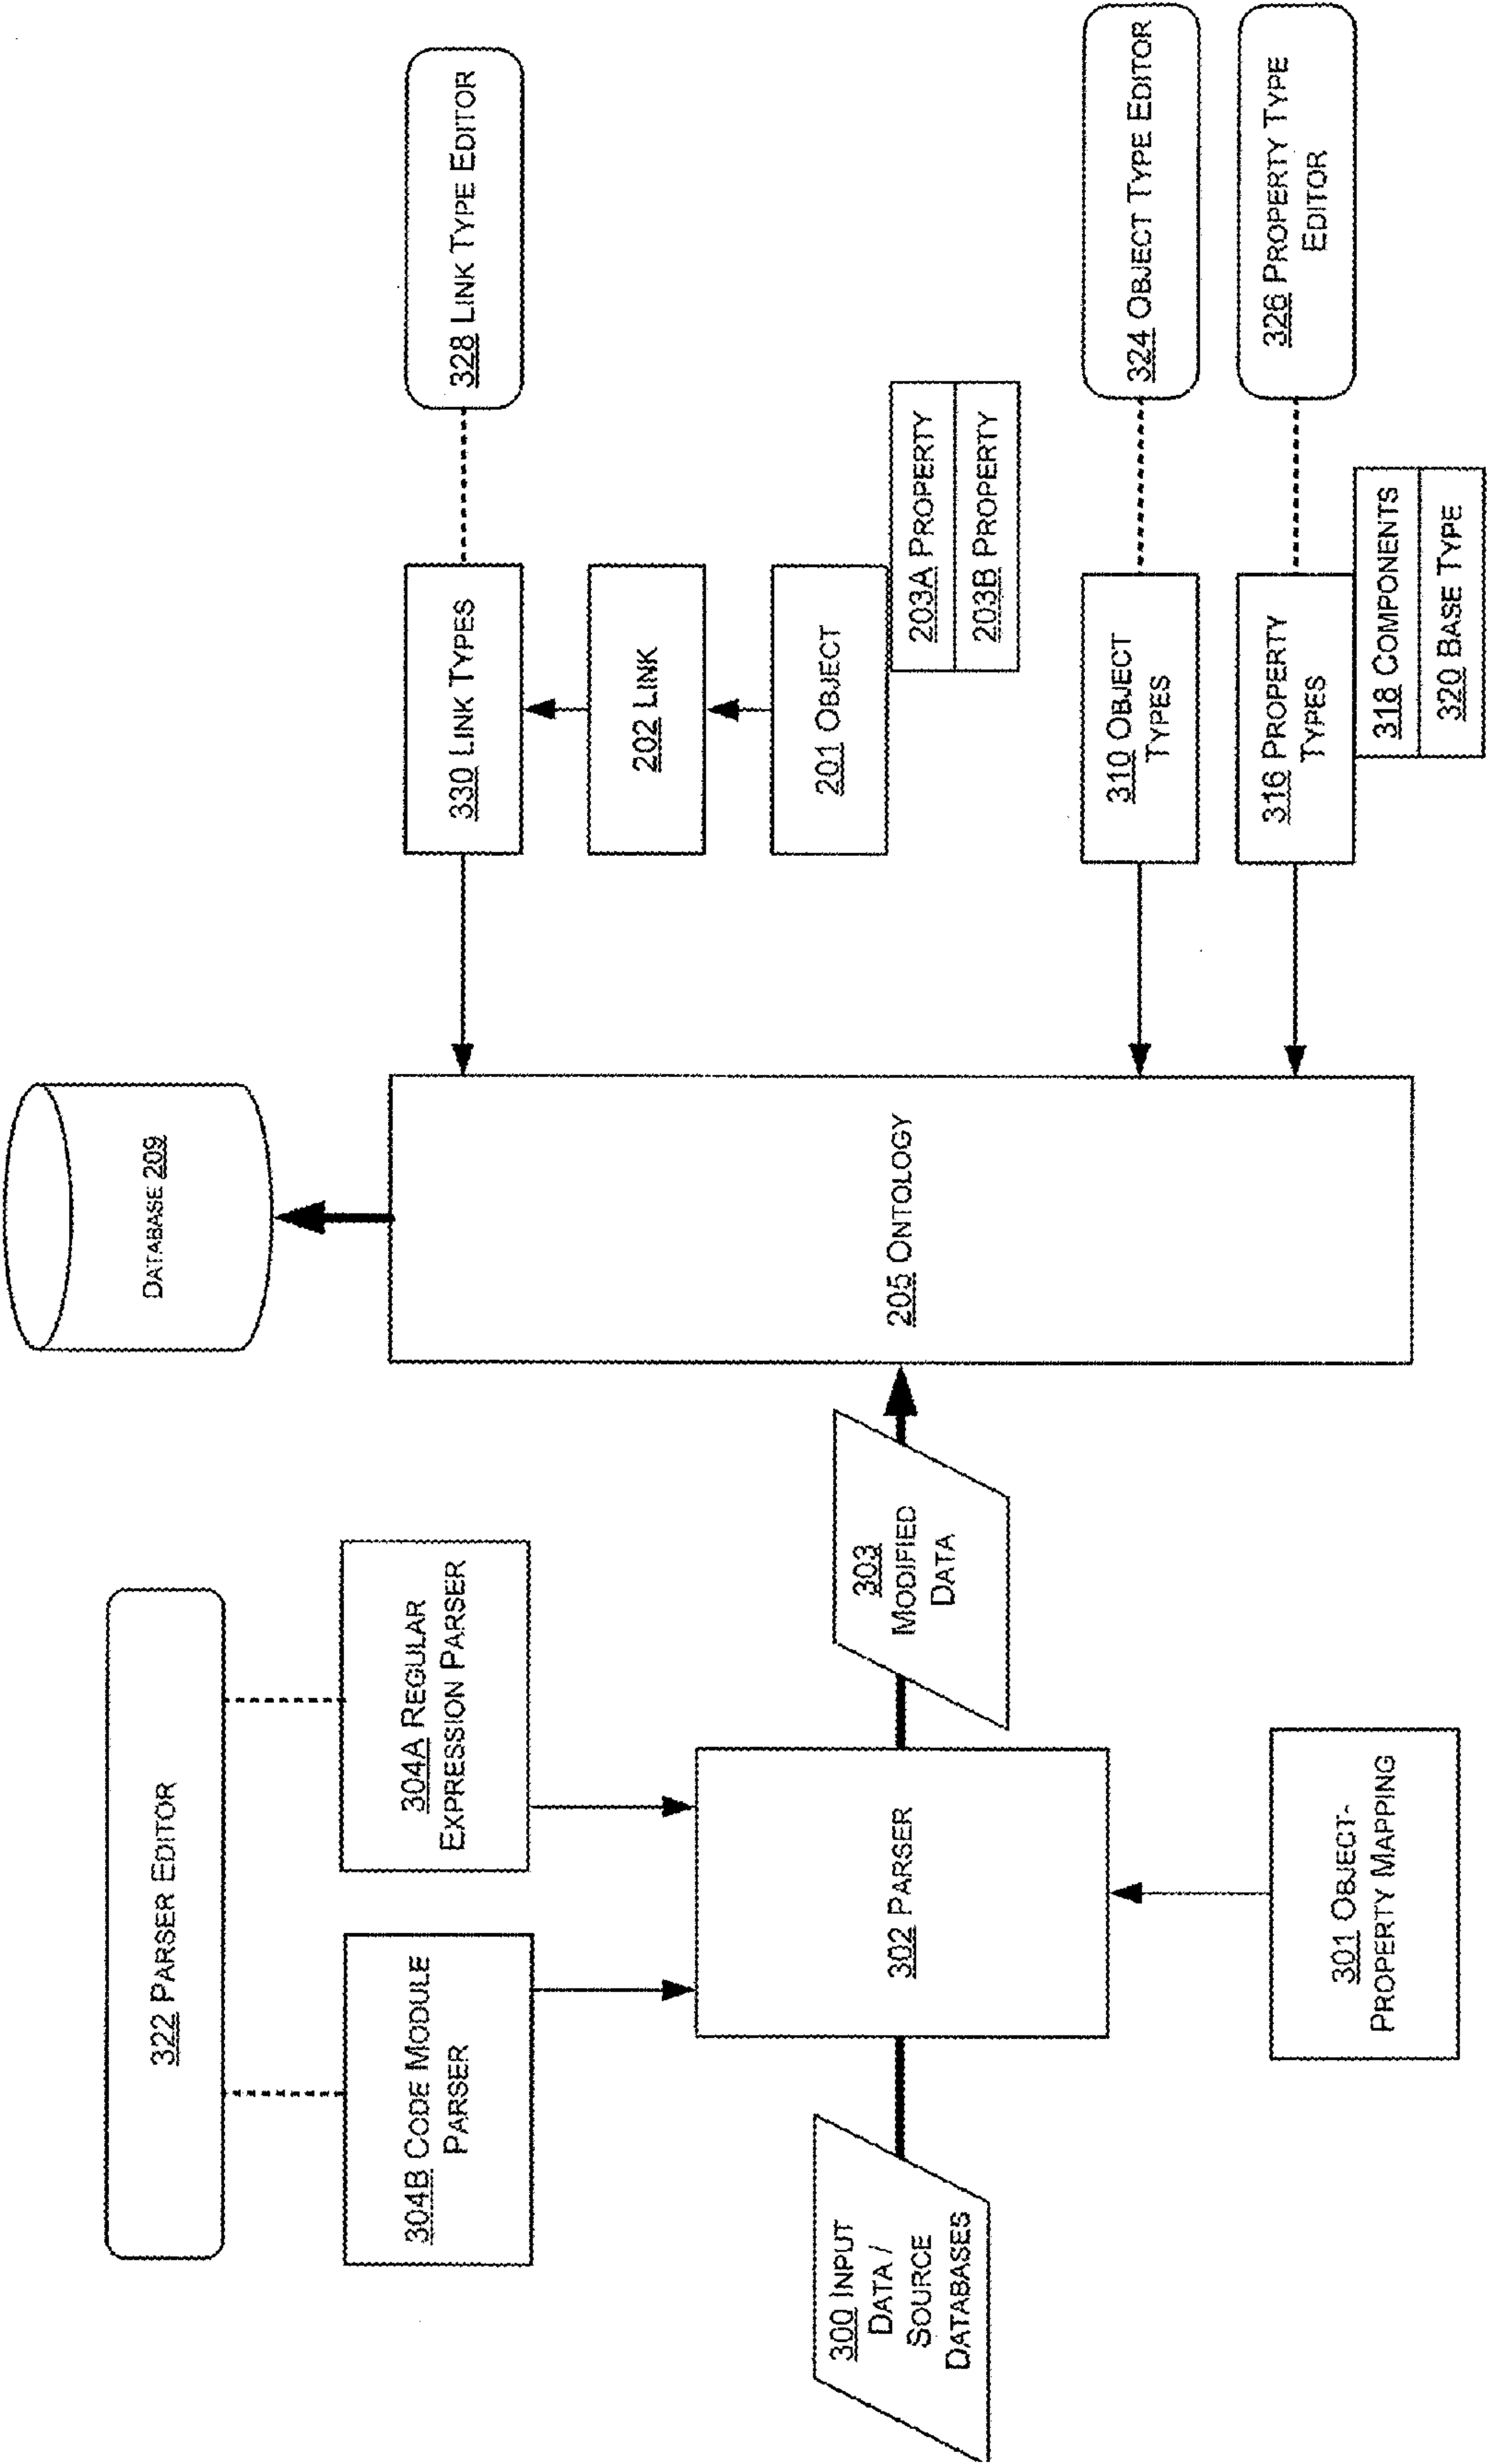 322 PARSER EDITOR
304B CODE MODULE
PARSER
304A REGULAR
EXPRESSION PARSER
300 INPUT
DATA /
SOURCE
DATABASES
302 PARSER
303
MODIFIED
DATA
301 OBJECT-
PROPERTY MAPPING
DATABASE 209
205 ONTOLOGY
330 LINK TYPES
328 LINK TYPE EDITOR
202 LINK
201 OBJECT
203A PROPERTY
203B PROPERTY
310 OBJECT
TYPES
324 OBJECT TYPE EDITOR
316 PROPERTY
TYPES
326 PROPERTY TYPE
EDITOR
318 COMPONENTS
320 BASE TYPE